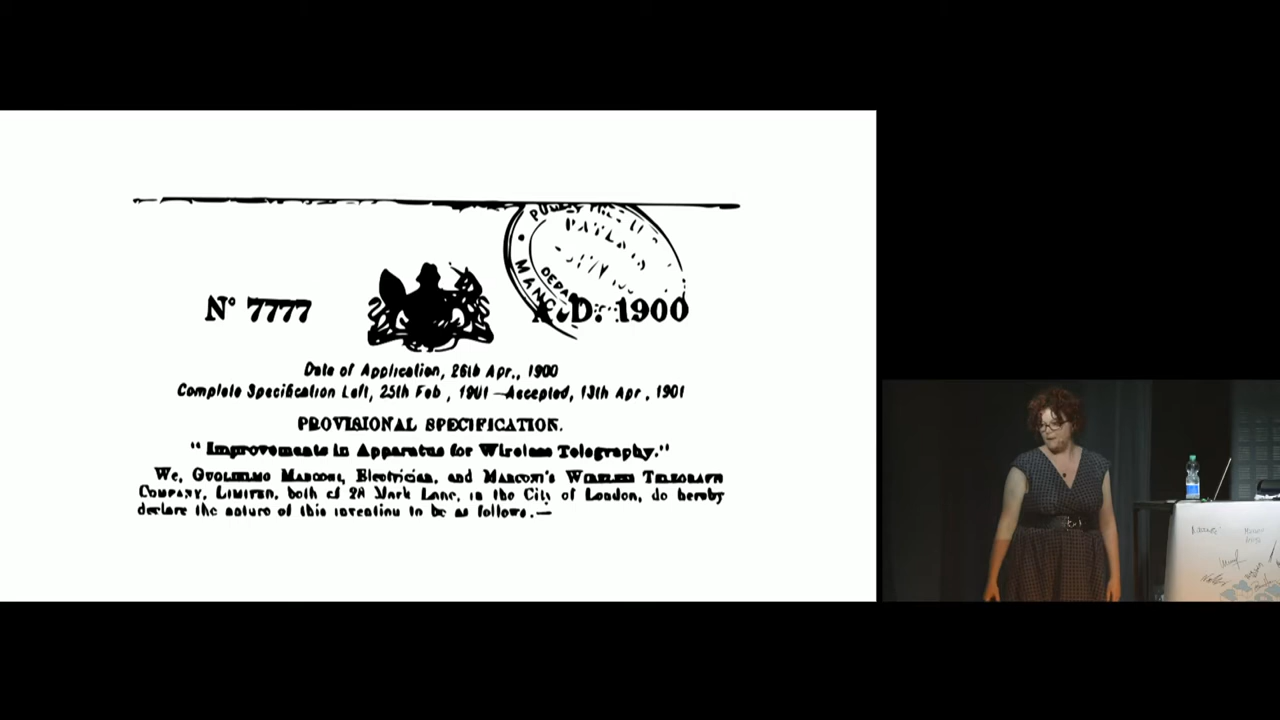 Nº 7777
A.D. 1900
Date of Application, 26th Apr., 1900
Complete Specification Left, 25th Feb., 1901—Accepted, 13th Apr., 1901
PROVISIONAL SPECIFICATION.
"Improvements in Apparatus for Wireless Telegraphy."
We, GUGLIELMO MARCONI, Electrician, and MARCONI'S WIRELESS TELEGRAPH
COMPANY, LIMITED, both of 28 Mark Lane, in the City of London, do hereby
declare the nature of this invention to be as follows:—